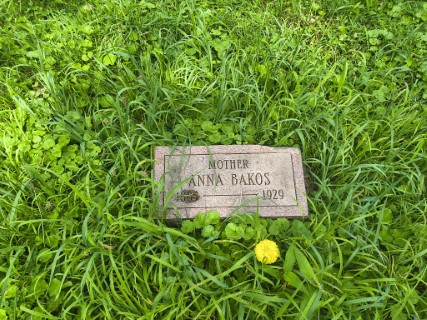 MOTHER
ANNA BAKOS
— 1929